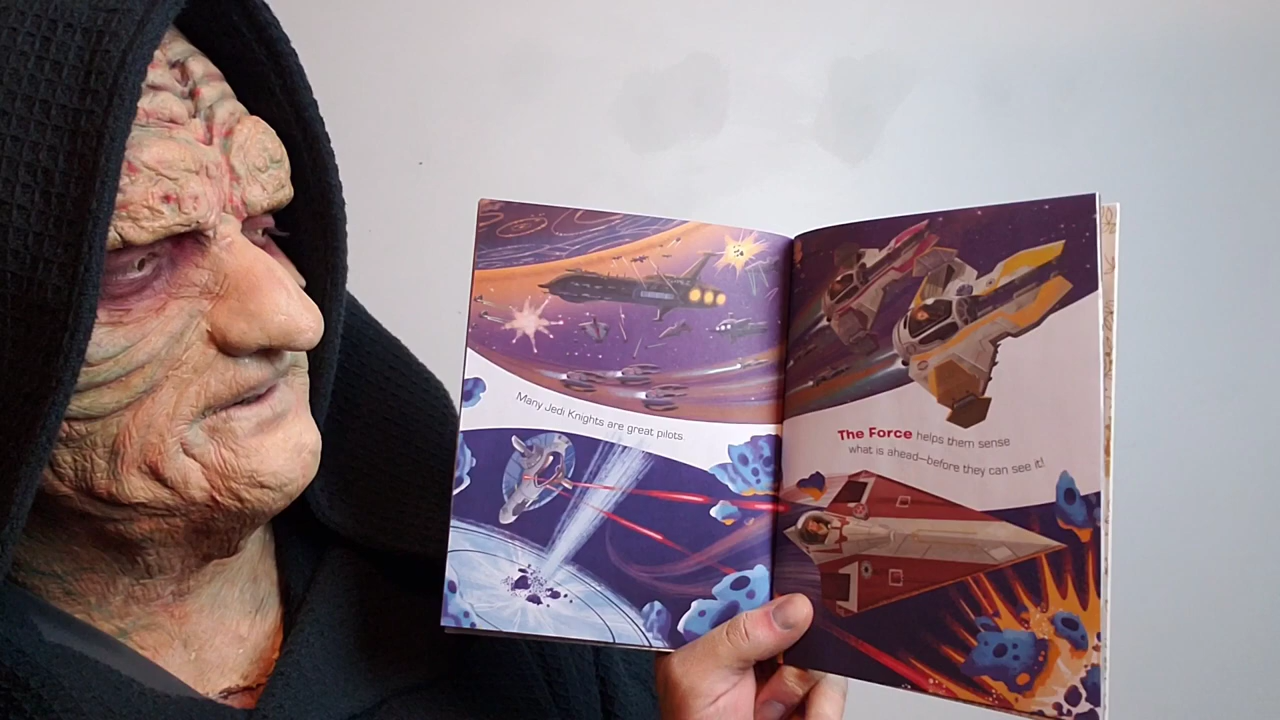 Many Jedi Knights are great pilots.
The Force helps them sense
what is ahead—before they can see it!